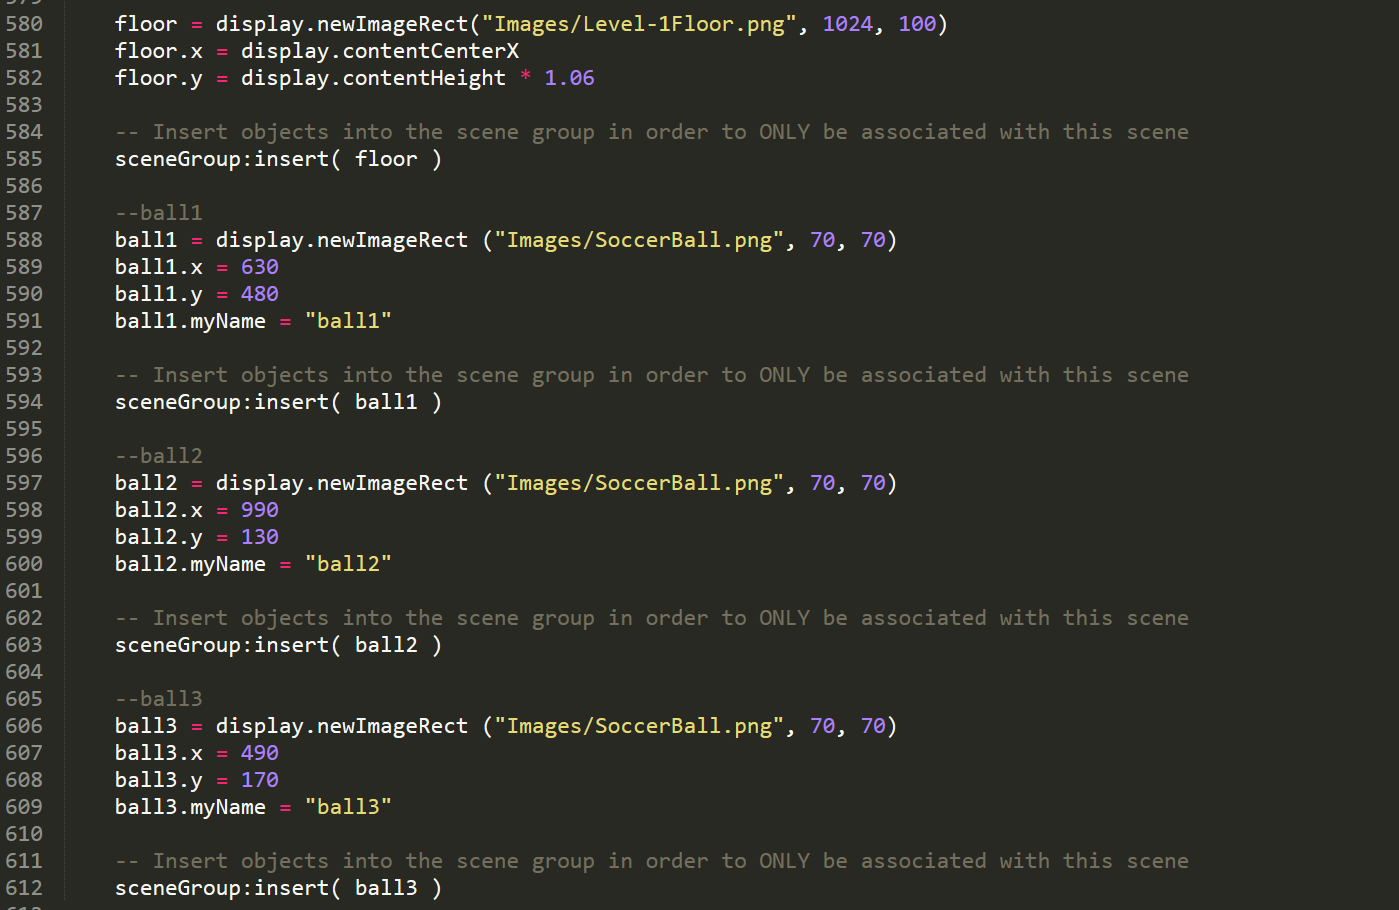 580 floor = display.newImageRect("Images/Level-1Floor.png", 1024, 100)
581 floor.x = display.contentCenterX
582 floor.y = display.contentHeight * 1.06
583
584 -- Insert objects into the scene group in order to ONLY be associated with this scene
585 sceneGroup:insert( floor )
586
587 --ball1
588 ball1 = display.newImageRect ("Images/SoccerBall.png", 70, 70)
589 ball1.x = 630
590 ball1.y = 480
591 ball1.myName = "ball1"
592
593 -- Insert objects into the scene group in order to ONLY be associated with this scene
594 sceneGroup:insert( ball1 )
595
596 --ball2
597 ball2 = display.newImageRect ("Images/SoccerBall.png", 70, 70)
598 ball2.x = 990
599 ball2.y = 130
600 ball2.myName = "ball2"
601
602 -- Insert objects into the scene group in order to ONLY be associated with this scene
603 sceneGroup:insert( ball2 )
604
605 --ball3
606 ball3 = display.newImageRect ("Images/SoccerBall.png", 70, 70)
607 ball3.x = 490
608 ball3.y = 170
609 ball3.myName = "ball3"
610
611 -- Insert objects into the scene group in order to ONLY be associated with this scene
612 sceneGroup:insert( ball3 )